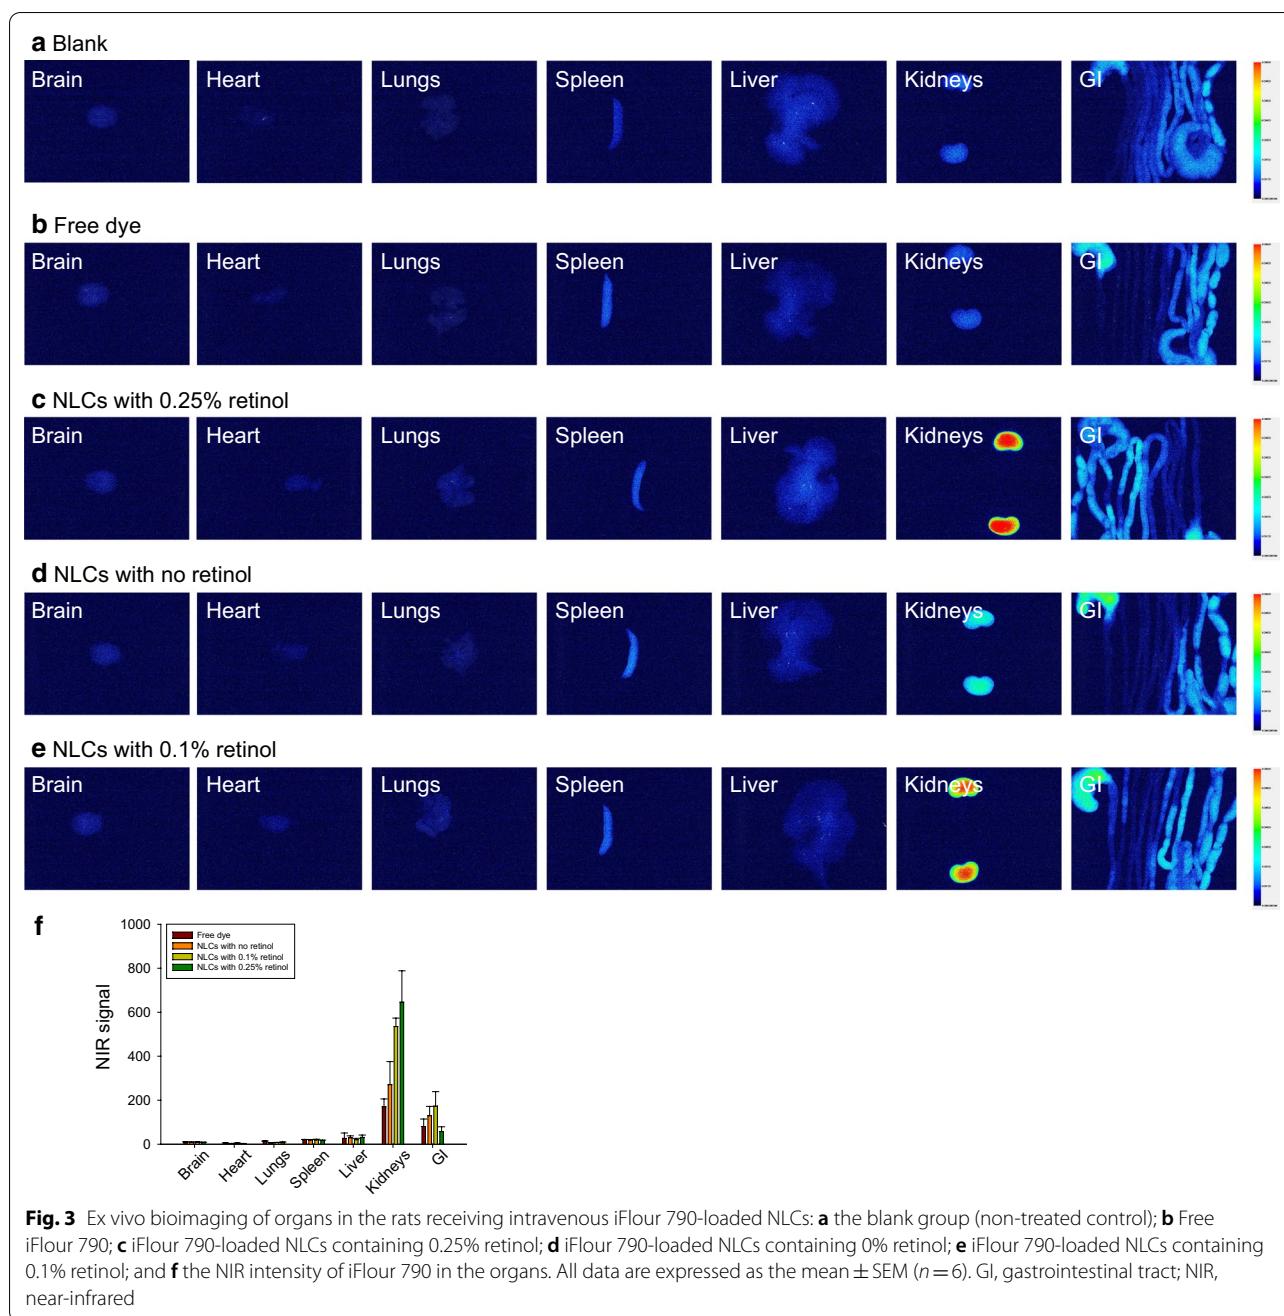 a Blank
Brain Heart Lungs Spleen Liver Kidneys GI
b Free dye
Brain Heart Lungs Spleen Liver Kidneys GI
c NLCs with 0.25% retinol
Brain Heart Lungs Spleen Liver Kidneys GI
d NLCs with no retinol
Brain Heart Lungs Spleen Liver Kidneys GI
e NLCs with 0.1% retinol
Brain Heart Lungs Spleen Liver Kidneys GI
f
1000
800
600
400
200
0
NIR signal
Free dye
NLCs with no retinol
NLCs with 0.1% retinol
NLCs with 0.25% retinol
Brain Heart Lungs Spleen Liver Kidneys GI
Fig. 3 Ex vivo bioimaging of organs in the rats receiving intravenous iFlour 790-loaded NLCs: a the blank group (non-treated control); b Free
iFlour 790; c iFlour 790-loaded NLCs containing 0.25% retinol; d iFlour 790-loaded NLCs containing 0% retinol; e iFlour 790-loaded NLCs containing
0.1% retinol; and f the NIR intensity of iFlour 790 in the organs. All data are expressed as the mean ± SEM (n = 6). GI, gastrointestinal tract; NIR,
near-infrared